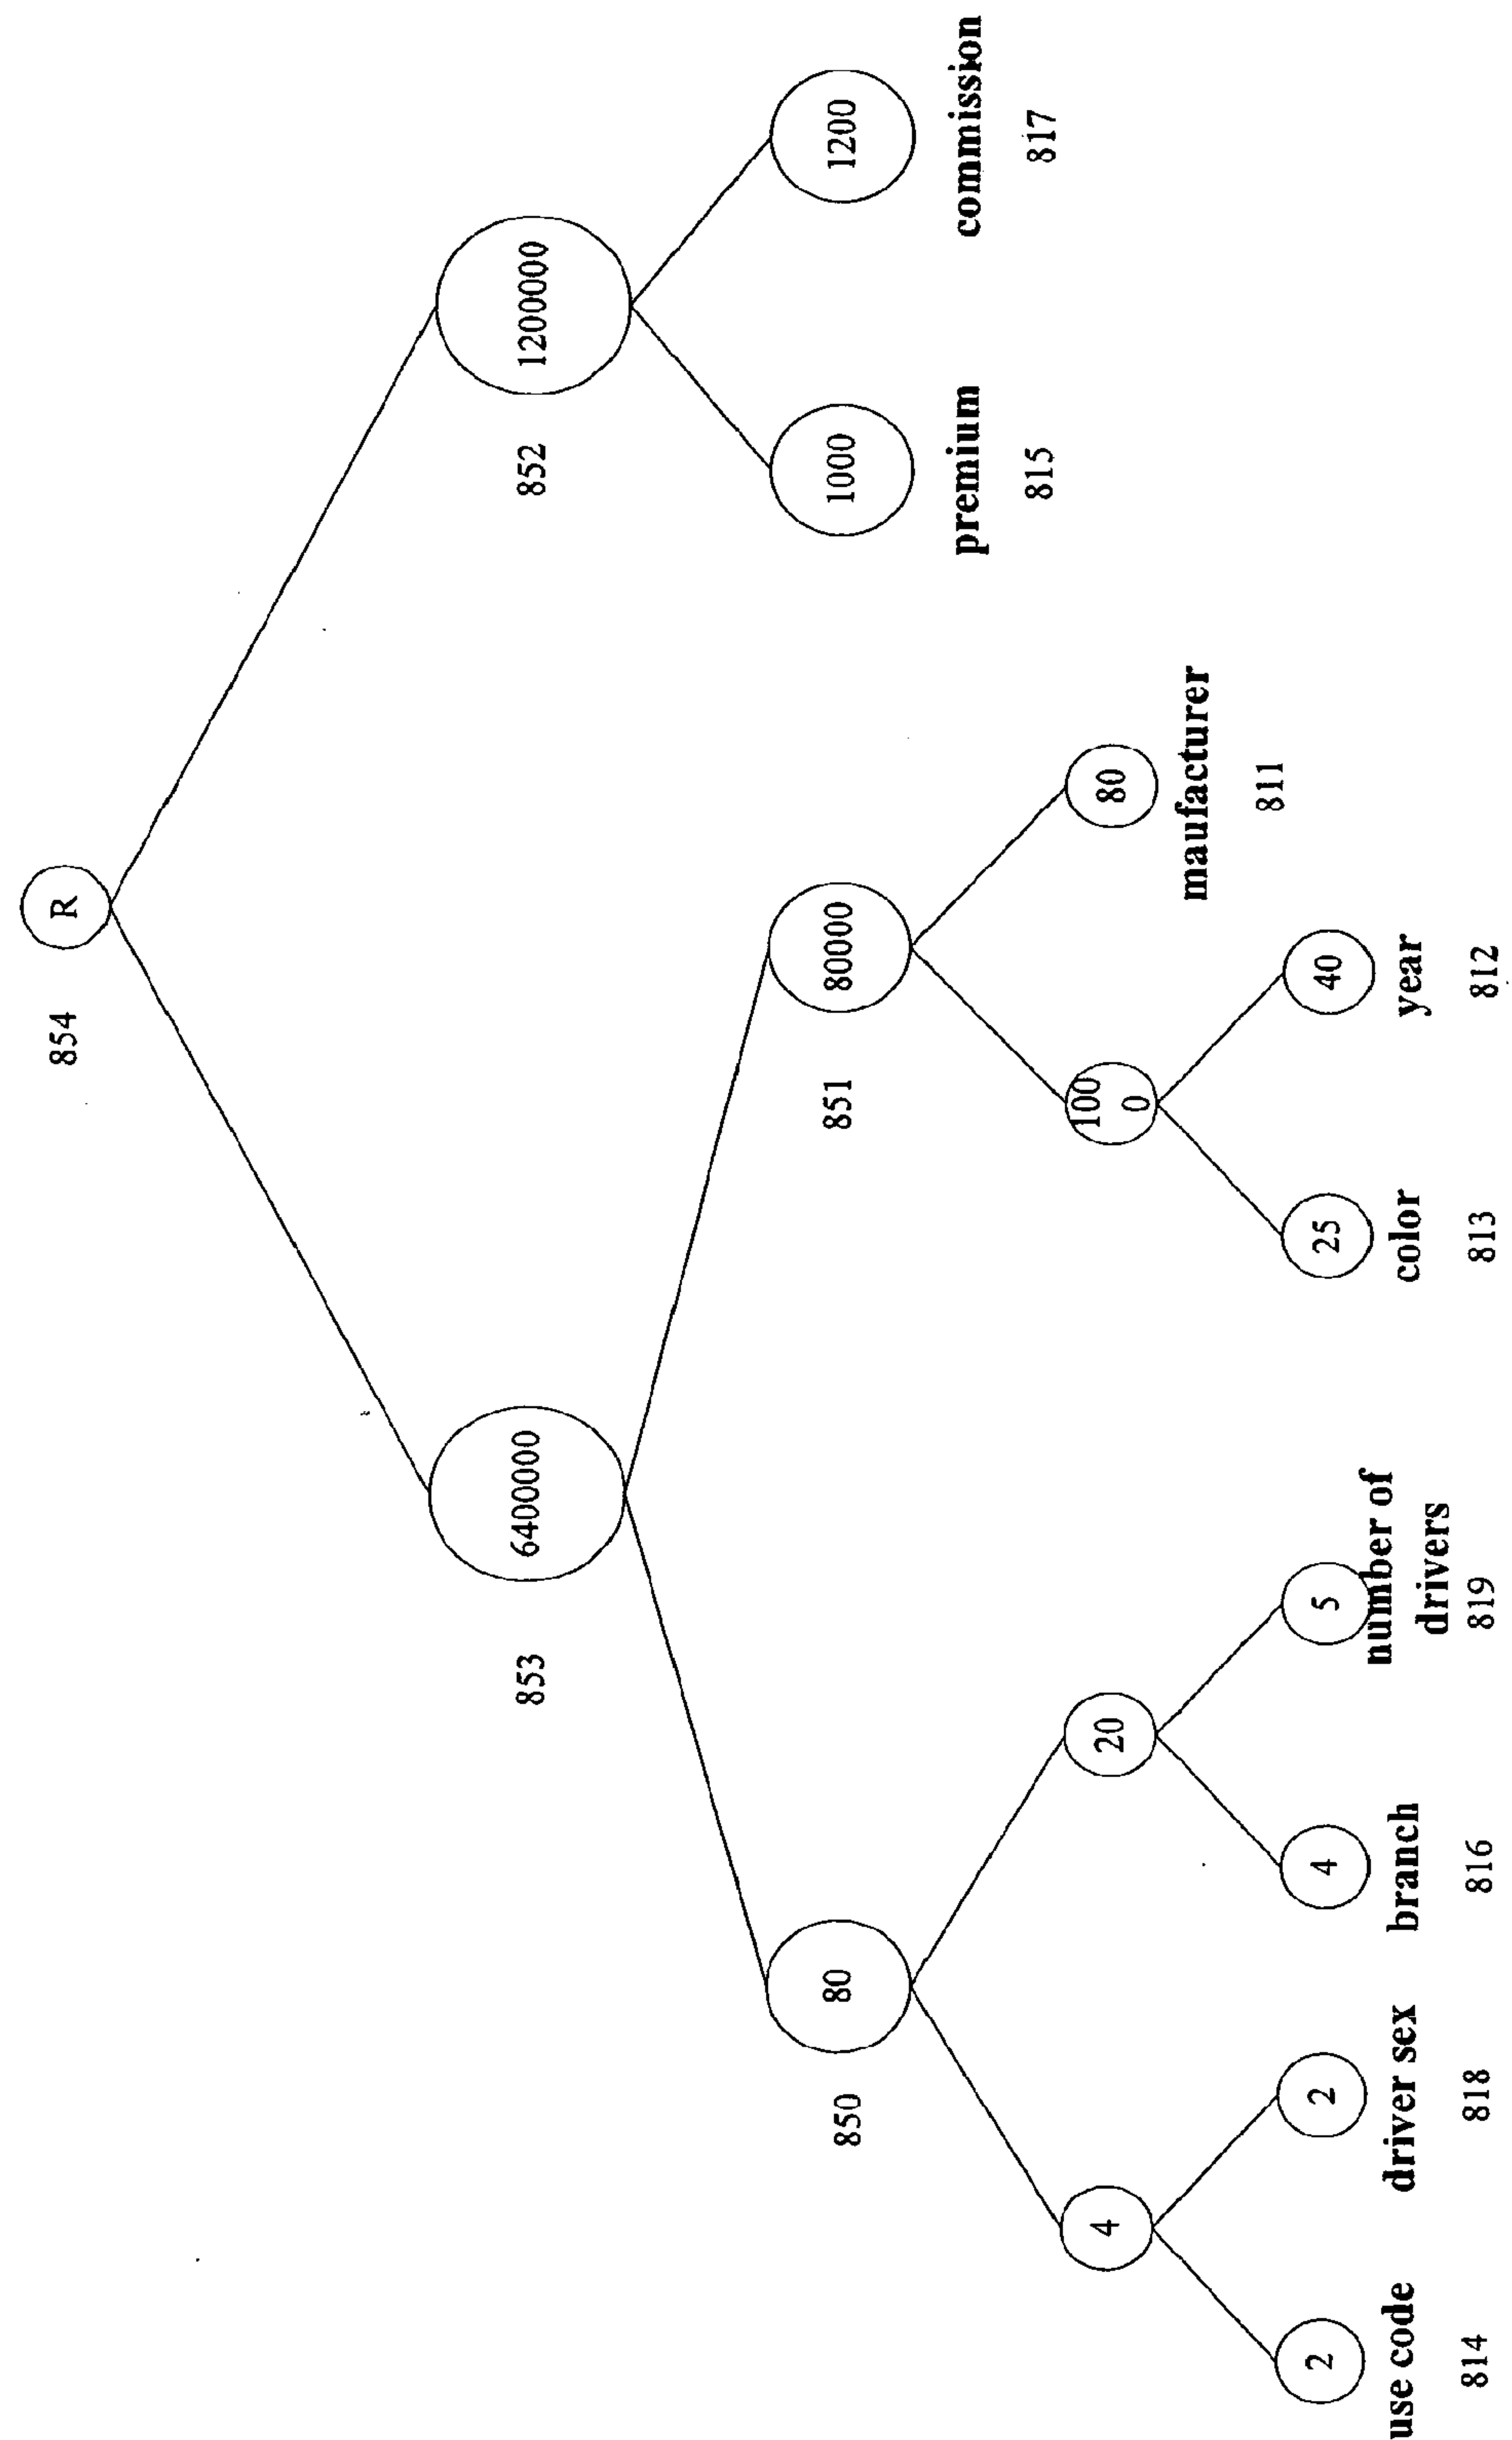 R
854
6400000
1200000
853
852
80
80000
1000
1200
850
851
premium
commission
815
817
4
20
100
0
80
maufacturer
811
2
2
4
5
25
40
use code
driver sex
branch
number of
drivers
color
year
814
818
816
819
813
812